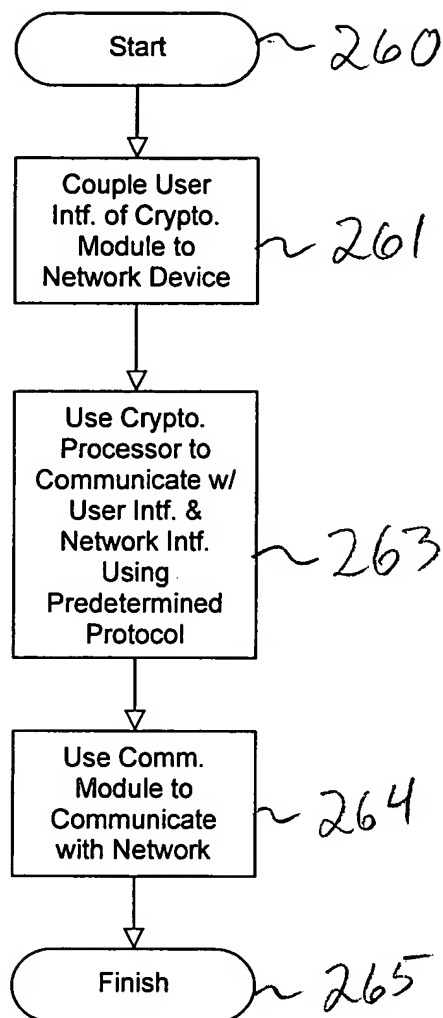 Start
260
Couple User
Intf. of Crypto.
Module to
Network Device
261
Use Crypto.
Processor to
Communicate w/
User Intf. &
Network Intf.
Using
Predetermined
Protocol
263
Use Comm.
Module to
Communicate
with Network
264
Finish
265